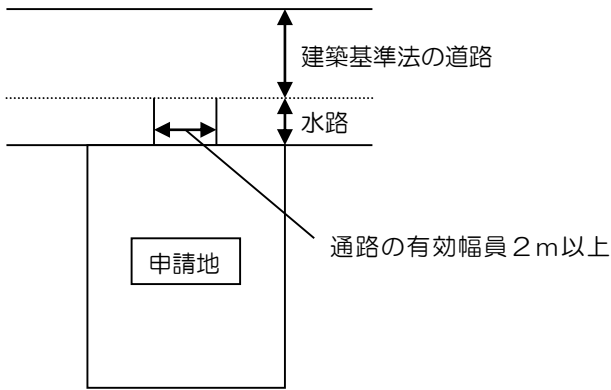 建築基準法の道路
水路
通路の有効幅員２ｍ以上
申請地